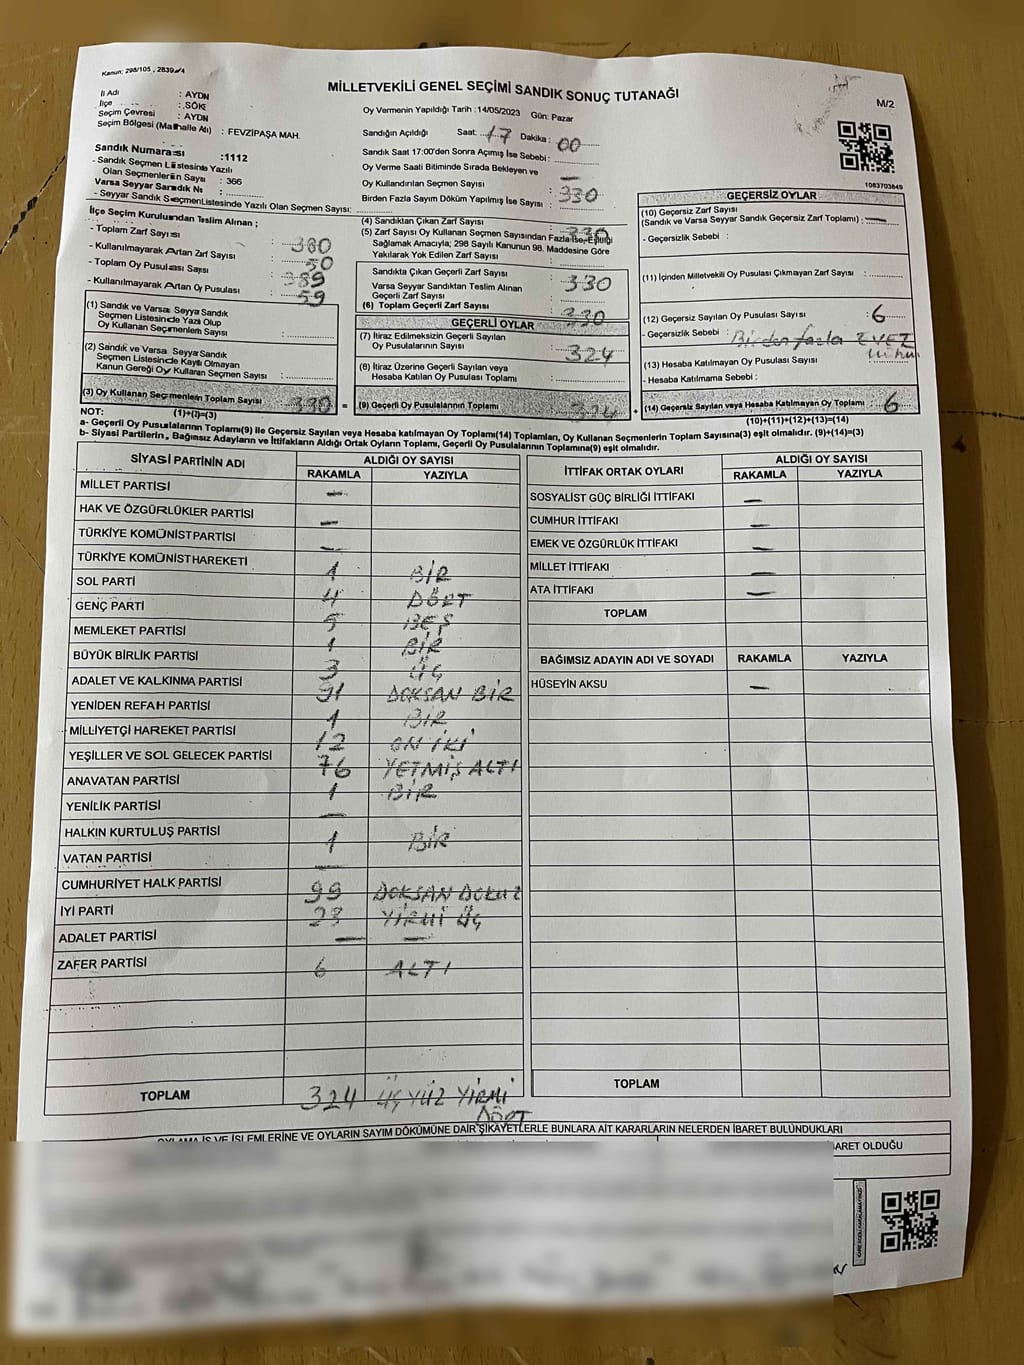 Kanun; 298/105 , 2839
MİLLETVEKİLİ GENEL SEÇİMİ SANDIK SONUÇ TUTANAĞI
M/2
İl Adı : AYDIN
İlçe : SÖKE
Seçim Çevresi : AYDIN
Seçim Bölgesi (Mahalle Adı) : FEVZİPAŞA MAH.
Sandık Numarası :1112
- Sandık Seçmen Listesinde Yazılı
Olan Seçmenlerin Sayısı : 366
Varsa Seyyar Sandık No :
- Seyyar Sandık Seçmen Listesinde Yazılı Olan Seçmen Sayısı:
Oy Vermenin Yapıldığı Tarih : 14/05/2023 Gün: Pazar
Sandığın Açıldığı Saat: 17 Dakika: 00
Sandık Saat 17:00'den Sonra Açılmış İse Sebebi :
Oy Verme Saati Bitiminde Sırada Bekleyen ve
Oy Kullandırılan Seçmen Sayısı : —
Birden Fazla Sayım Döküm Yapılmış İse Sayısı : 330
1083703849
İlçe Seçim Kurulundan Teslim Alınan ;
- Toplam Zarf Sayısı : 380
- Kullanılmayarak Artan Zarf Sayısı : 50
- Toplam Oy Pusulası Sayısı : 389
- Kullanılmayarak Artan Oy Pusulası : 59
(1) Sandık ve Varsa Seyyar Sandık
Seçmen Listesinde Yazılı Olup
Oy Kullanan Seçmenlerin Sayısı :
(2) Sandık ve Varsa Seyyar Sandık
Seçmen Listesinde Kayıtlı Olmayan
Kanun Gereği Oy Kullanan Seçmen Sayısı :
(3) Oy Kullanan Seçmenlerin Toplam Sayısı : 330 =
(4) Sandıktan Çıkan Zarf Sayısı : 330
(5) Zarf Sayısı Oy Kullanan Seçmen Sayısından Fazla İse, Eşitliği
Sağlamak Amacıyla; 298 Sayılı Kanunun 98. Maddesine Göre
Yakılarak Yok Edilen Zarf Sayısı :
Sandıkta Çıkan Geçerli Zarf Sayısı : 330
Varsa Seyyar Sandıktan Teslim Alınan
Geçerli Zarf Sayısı :
(6) Toplam Geçerli Zarf Sayısı : 330
GEÇERLİ OYLAR
(7) İtiraz Edilmeksizin Geçerli Sayılan
Oy Pusulalarının Sayısı : 324
(8) İtiraz Üzerine Geçerli Sayılan veya
Hesaba Katılan Oy Pusulası Toplamı :
(9) Geçerli Oy Pusulalarının Toplamı : 324 +
GEÇERSİZ OYLAR
(10) Geçersiz Zarf Sayısı
(Sandık ve Varsa Seyyar Sandık Geçersiz Zarf Toplamı) : —
- Geçersizlik Sebebi :
(11) İçinden Milletvekili Oy Pusulası Çıkmayan Zarf Sayısı :
(12) Geçersiz Sayılan Oy Pusulası Sayısı : 6
- Geçersizlik Sebebi : Birden fazla EVET
(13) Hesaba Katılmayan Oy Pusulası Sayısı :
- Hesaba Katılmama Sebebi :
(14) Geçersiz Sayılan veya Hesaba Katılmayan Oy Toplamı : 6
NOT: (1)+(2)=(3)
(10)+(11)+(12)+(13)=(14)
a- Geçerli Oy Pusulalarının Toplamı(9) ile Geçersiz Sayılan veya Hesaba katılmayan Oy Toplamı(14) Toplamları, Oy Kullanan Seçmenlerin Toplam Sayısına(3) eşit olmalıdır. (9)+(14)=(3)
b- Siyasi Partilerin , Bağımsız Adayların ve İttifakların Aldığı Ortak Oyların Toplamı, Geçerli Oy Pusulalarının Toplamına(9) eşit olmalıdır.
SİYASİ PARTİNİN ADI ALDIĞI OY SAYISI
RAKAMLA YAZIYLA
MİLLET PARTİSİ —
HAK VE ÖZGÜRLÜKLER PARTİSİ —
TÜRKİYE KOMÜNİST PARTİSİ —
TÜRKİYE KOMÜNİST HAREKETİ 1 BİR
SOL PARTİ 4 DÖRT
GENÇ PARTİ 5 BEŞ
MEMLEKET PARTİSİ 1 BİR
BÜYÜK BİRLİK PARTİSİ 3 ÜÇ
ADALET VE KALKINMA PARTİSİ 91 DOKSAN BİR
YENİDEN REFAH PARTİSİ 1 BİR
MİLLİYETÇİ HAREKET PARTİSİ 12 ON İKİ
YEŞİLLER VE SOL GELECEK PARTİSİ 76 YETMİŞ ALTI
ANAVATAN PARTİSİ 1 BİR
YENİLİK PARTİSİ —
HALKIN KURTULUŞ PARTİSİ 1 BİR
VATAN PARTİSİ —
CUMHURİYET HALK PARTİSİ 99 DOKSAN DOKUZ
İYİ PARTİ 23 YİRMİ ÜÇ
ADALET PARTİSİ — —
ZAFER PARTİSİ 6 ALTI
TOPLAM 324 ÜÇ YÜZ YİRMİ
DÖRT
İTTİFAK ORTAK OYLARI ALDIĞI OY SAYISI
RAKAMLA YAZIYLA
SOSYALİST GÜÇ BİRLİĞİ İTTİFAKI —
CUMHUR İTTİFAKI —
EMEK VE ÖZGÜRLÜK İTTİFAKI —
MİLLET İTTİFAKI —
ATA İTTİFAKI —
TOPLAM
BAĞIMSIZ ADAYIN ADI VE SOYADI RAKAMLA YAZIYLA
HÜSEYİN AKSU —
TOPLAM
OYLAMA İŞ VE İŞLEMLERİNE VE OYLARIN SAYIM DÖKÜMÜNE DAİR ŞİKAYETLERLE BUNLARA AİT KARARLARIN NELERDEN İBARET BULUNDUKLARI
BARET OLDUĞU